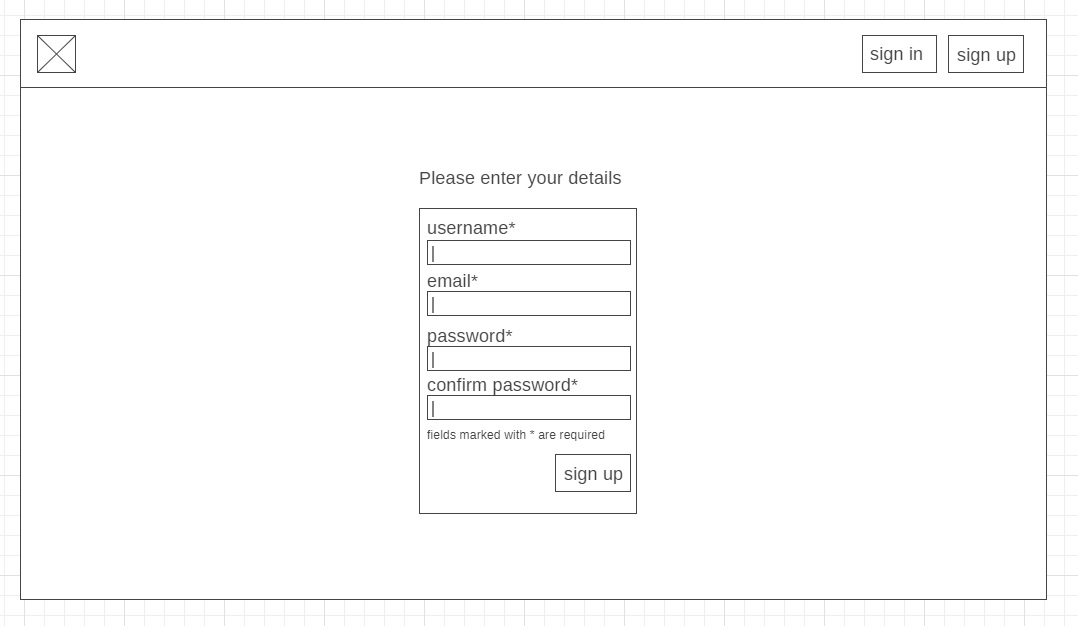 sign in
sign up
Please enter your details
username*
email*
password*
confirm password*
fields marked with * are required
sign up